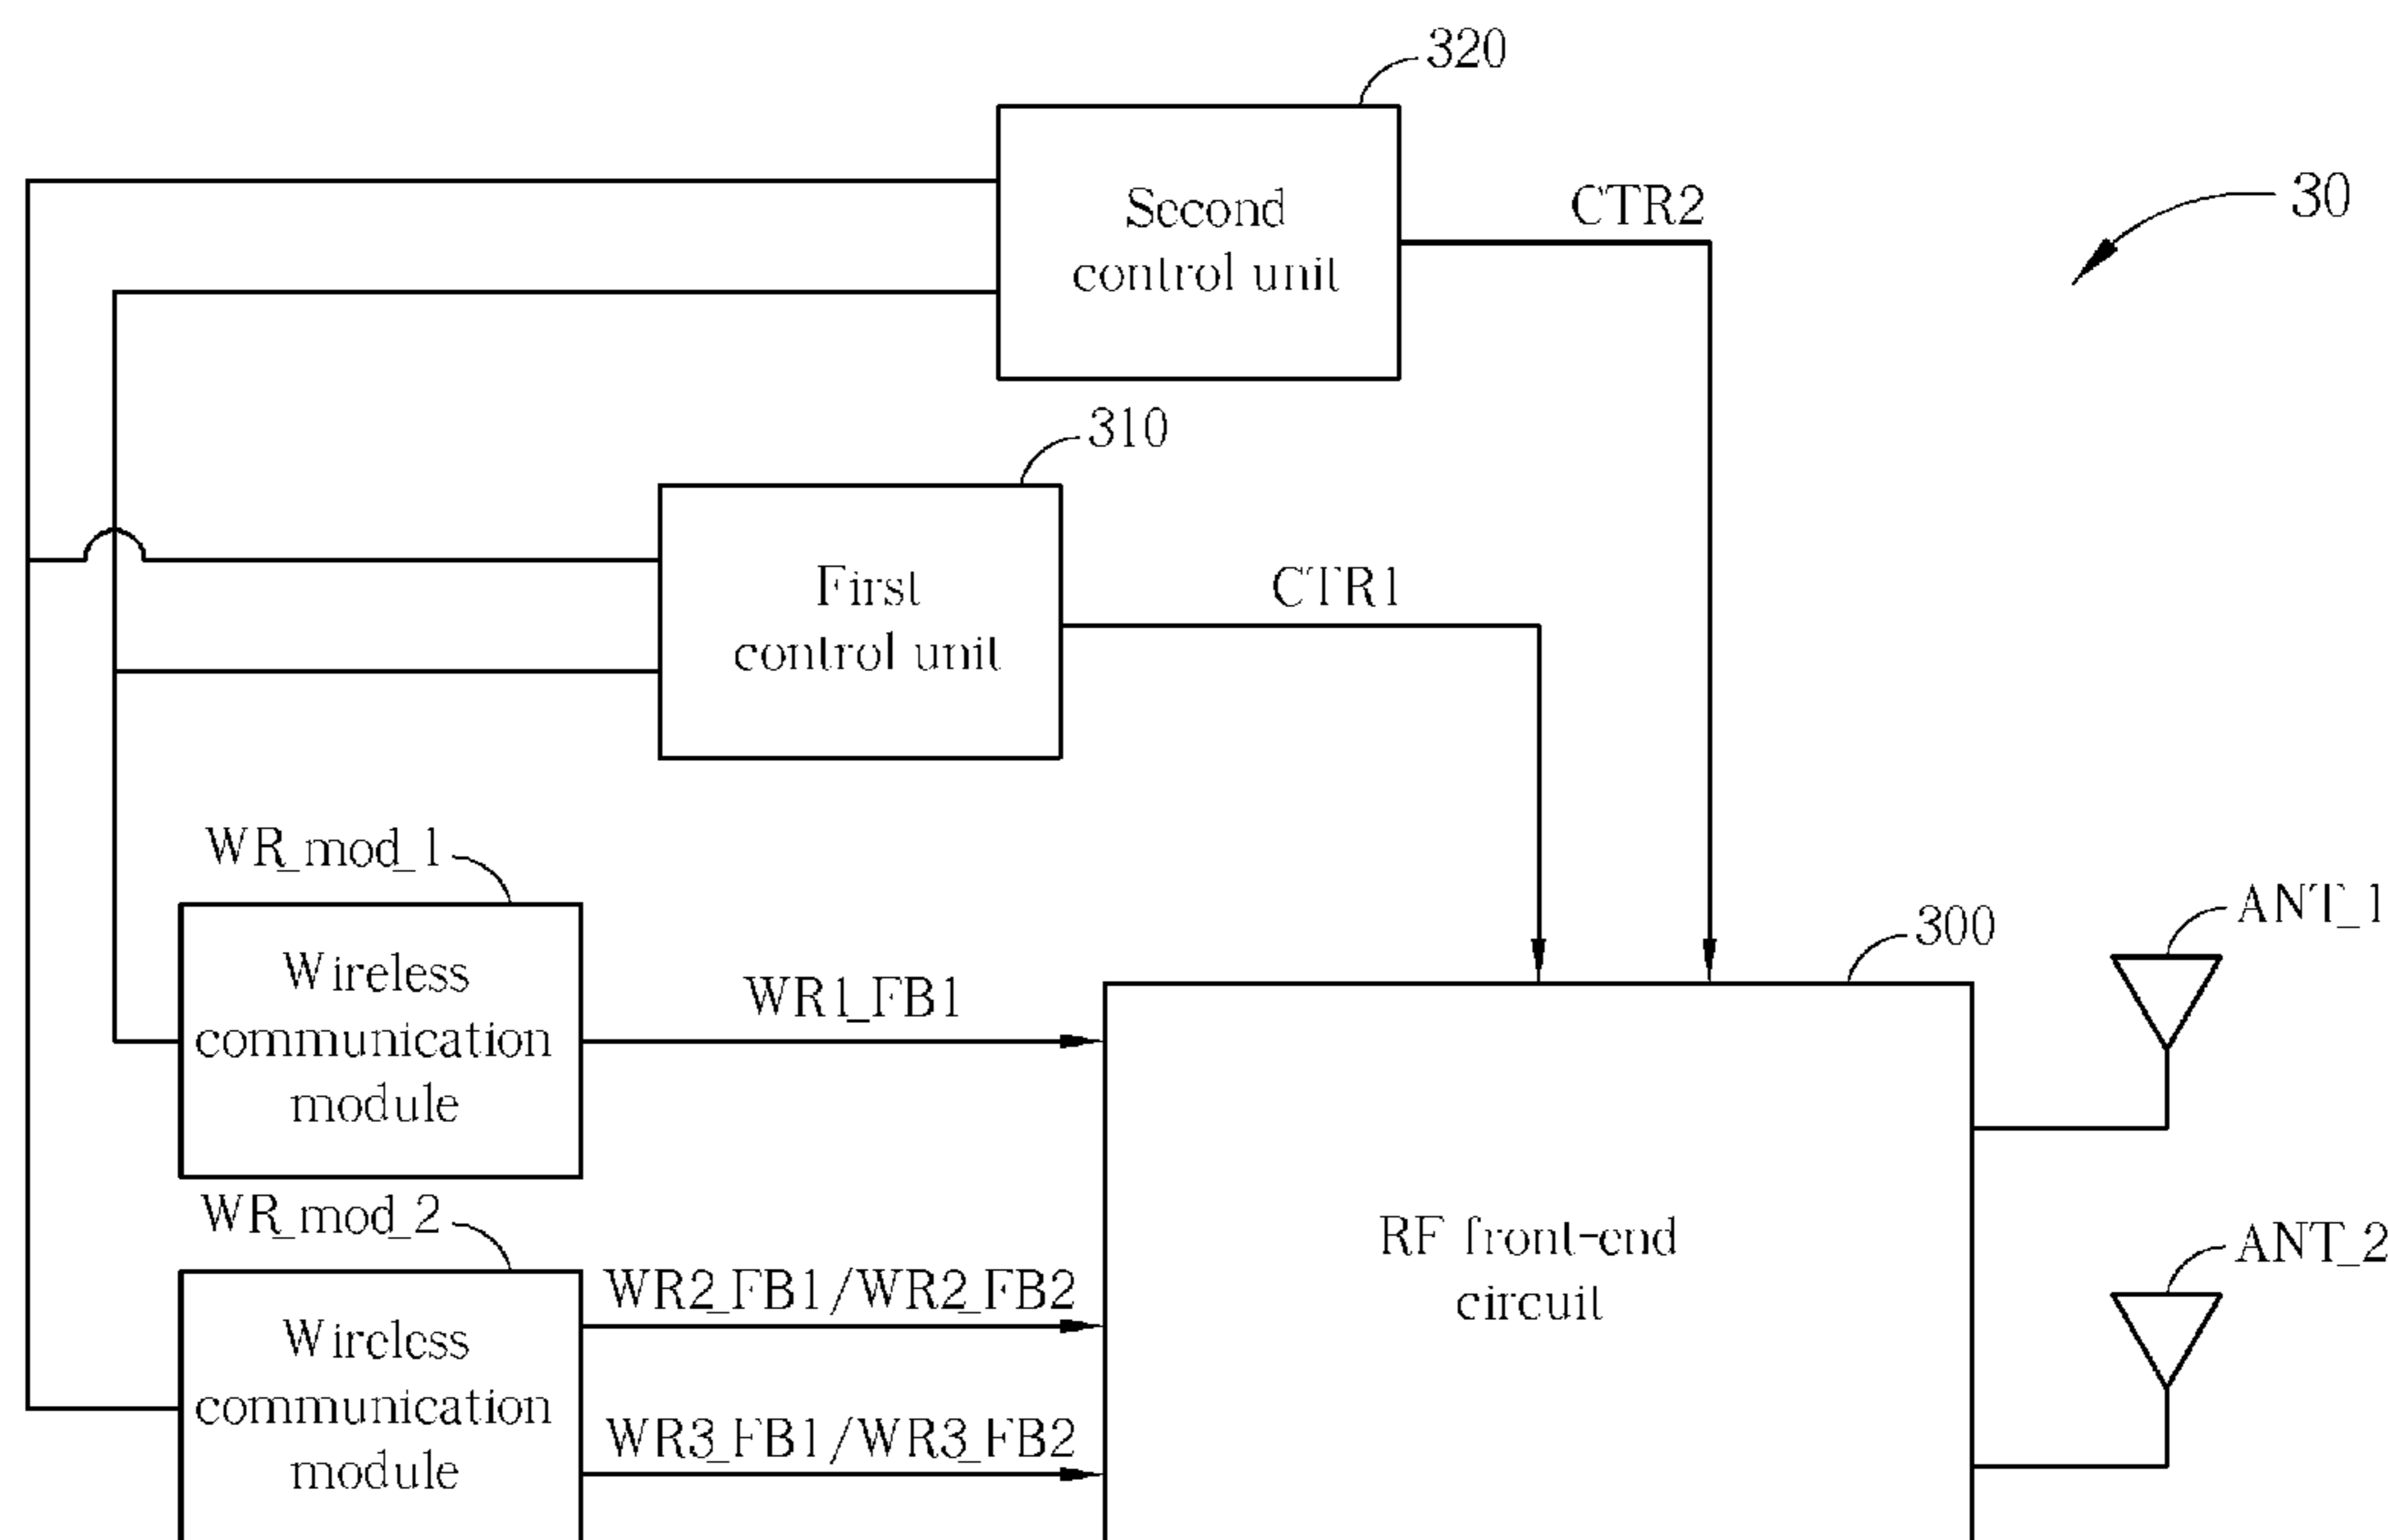 320
Second
control unit
CTR2
30
310
First
control unit
CTR1
WR_mod_1
Wireless
communication
module
WR1_FB1
300
ANT_1
WR_mod_2
Wireless
communication
module
WR2_FB1/WR2_FB2
WR3_FB1/WR3_FB2
RF front-end
circuit
ANT_2